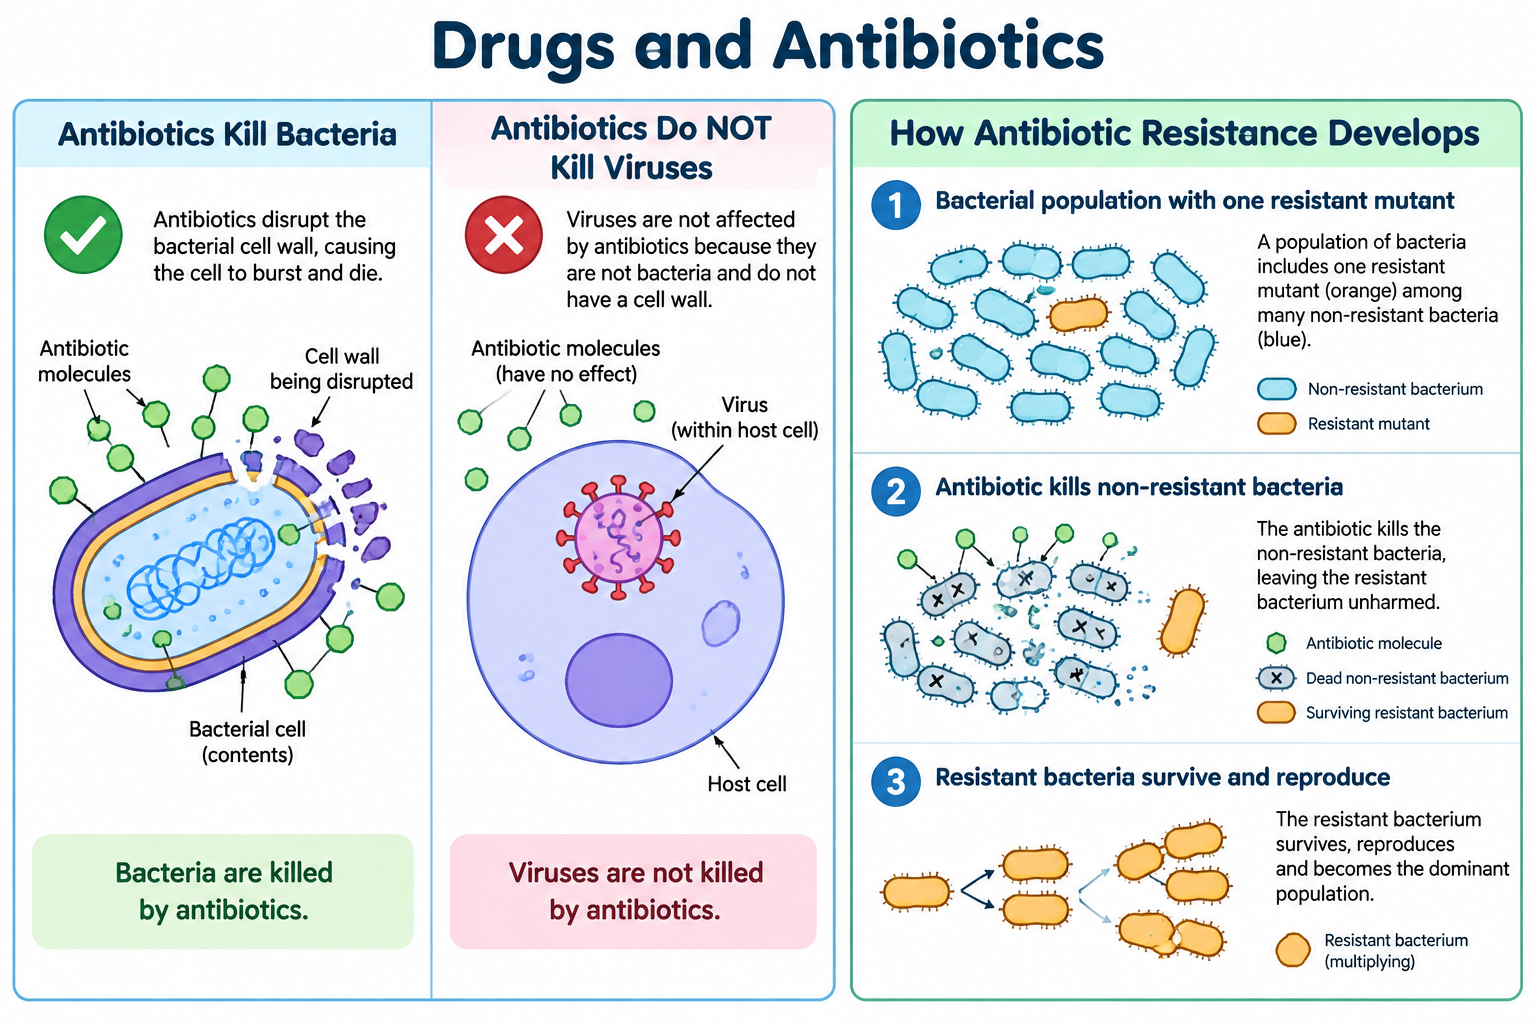 Drugs and Antibiotics
Antibiotics Kill Bacteria
Antibiotics disrupt the
bacterial cell wall, causing
the cell to burst and die.
Antibiotic
molecules
Cell wall
being disrupted
Bacterial cell
(contents)
Bacteria are killed
by antibiotics.
Antibiotics Do NOT
Kill Viruses
Viruses are not affected
by antibiotics because they
are not bacteria and do not
have a cell wall.
Antibiotic molecules
(have no effect)
Virus
(within host cell)
Host cell
Viruses are not killed
by antibiotics.
How Antibiotic Resistance Develops
1
Bacterial population with one resistant mutant
A population of bacteria
includes one resistant
mutant (orange) among
many non-resistant bacteria
(blue).
Non-resistant bacterium
Resistant mutant
2
Antibiotic kills non-resistant bacteria
The antibiotic kills the
non-resistant bacteria,
leaving the resistant
bacterium unharmed.
Antibiotic molecule
Dead non-resistant bacterium
Surviving resistant bacterium
3
Resistant bacteria survive and reproduce
The resistant bacterium
survives, reproduces
and becomes the dominant
population.
Resistant bacterium
(multiplying)